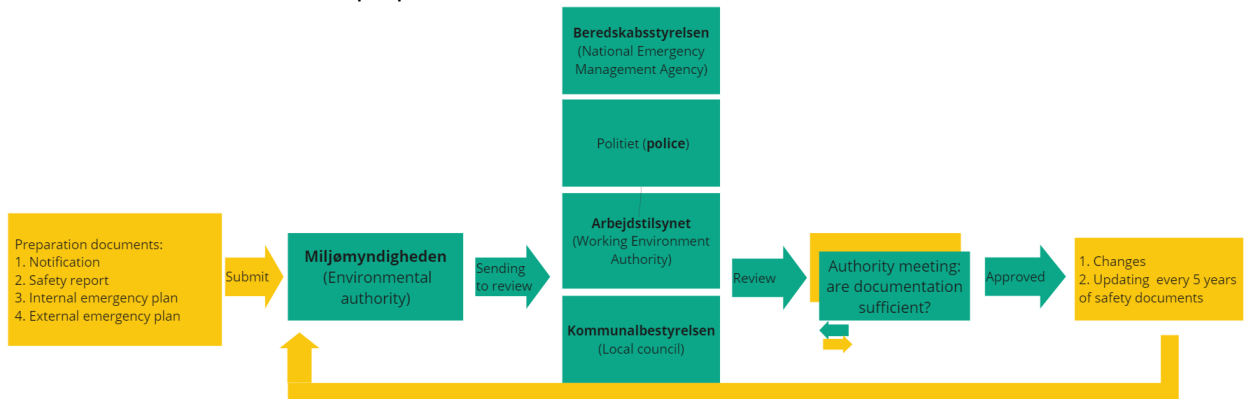 Preparation documents:
1. Notification
2. Safety report
3. Internal emergency plan
4. External emergency plan
Submit
Miljømyndigheden
(Environmental
authority)
Sending
to review
Beredskabsstyrelsen
(National Emergency
Management Agency)
Politiet (police)
Arbejdstilsynet
(Working Environment
Authority)
Kommunalbestyrelsen
(Local council)
Review
Authority meeting:
are documentation
sufficient?
Approved
1. Changes
2. Updating every 5 years
of safety documents